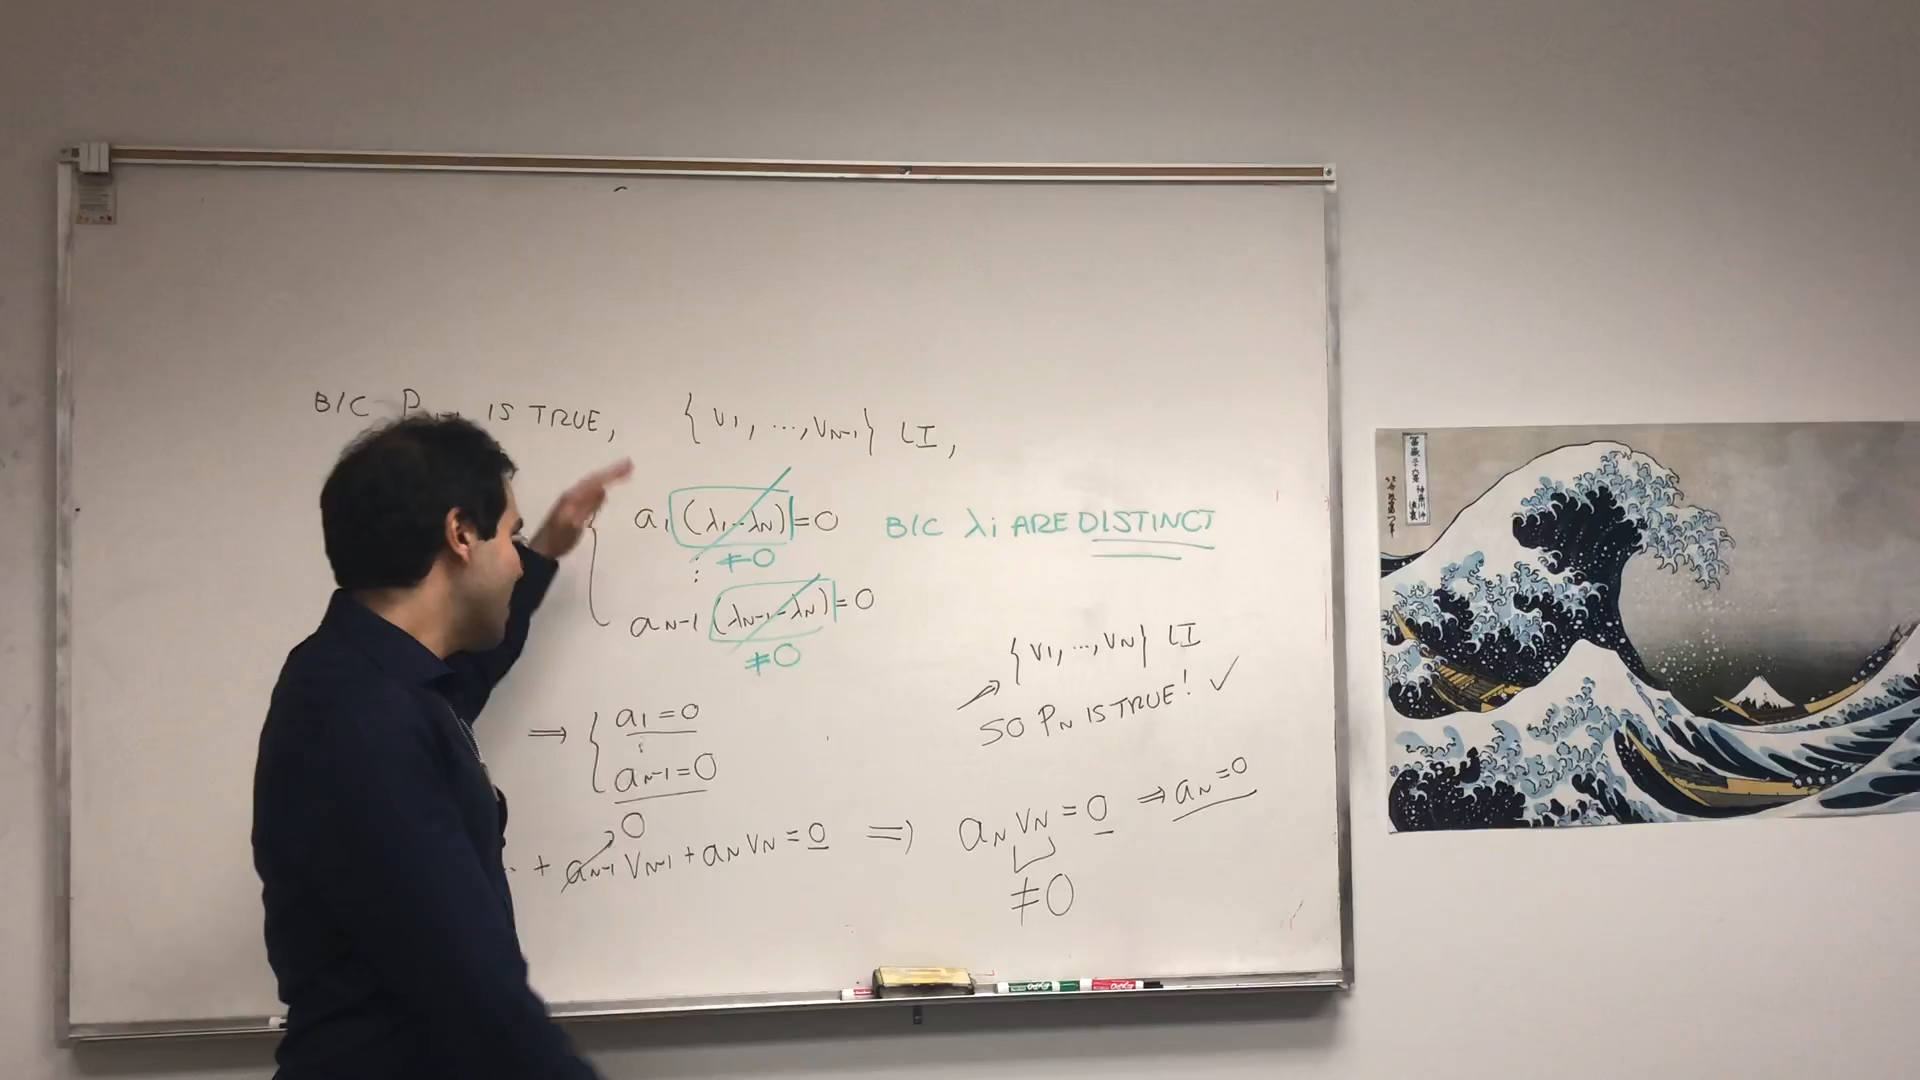 B/C P IS TRUE, { v1, ..., vN-1} LI,
a1 (λ1-λN) = 0 B/C λi ARE DISTINCT
≠0
⋮
aN-1 (λN-1-λN) = 0
≠0
{v1, ..., vN} LI
SO PN IS TRUE! ✓
⇒ { a1=0
⋮
aN-1=0
0
+ aN-1 VN-1 + aN VN = 0 ⇒ aN VN = 0 ⇒ aN=0
≠0